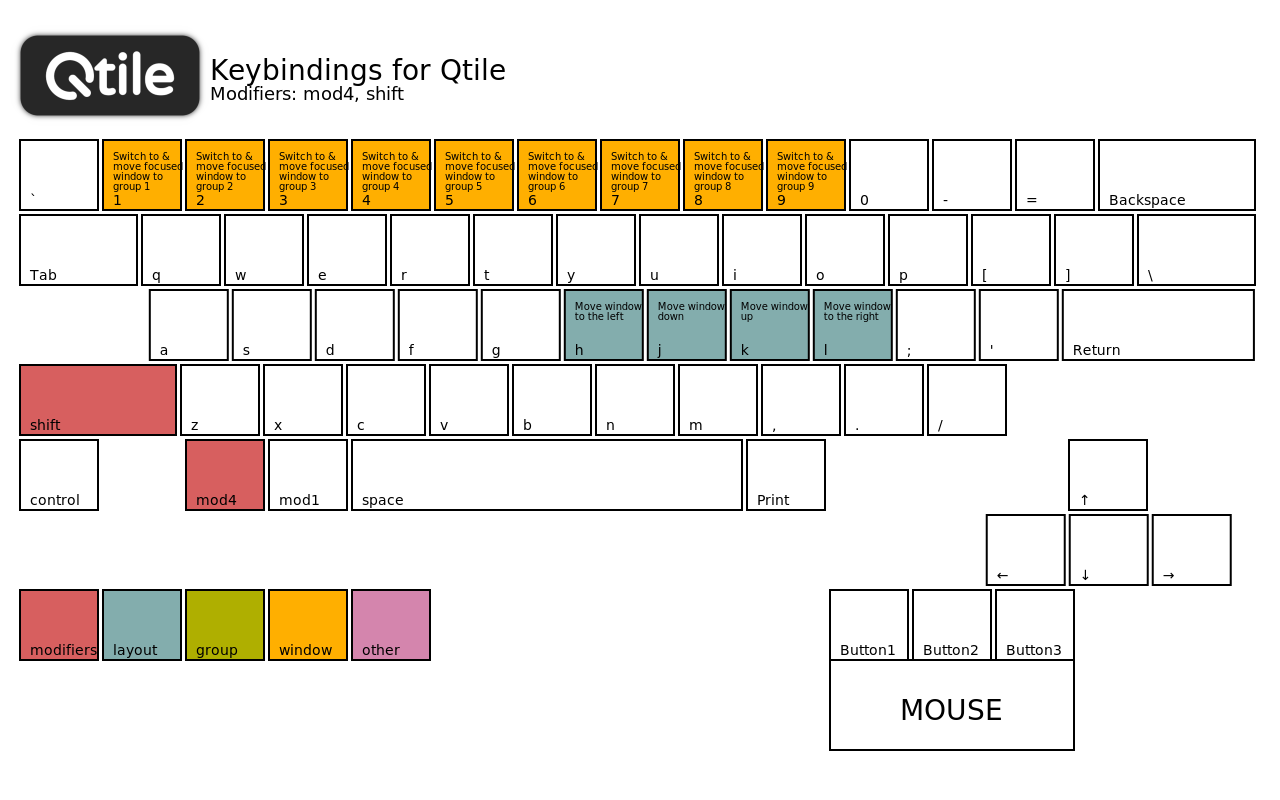 Qtile
Keybindings for Qtile
Modifiers: mod4, shift
`
Switch to &
move focused
window to
group 1
1
Switch to &
move focused
window to
group 2
2
Switch to &
move focused
window to
group 3
3
Switch to &
move focused
window to
group 4
4
Switch to &
move focused
window to
group 5
5
Switch to &
move focused
window to
group 6
6
Switch to &
move focused
window to
group 7
7
Switch to &
move focused
window to
group 8
8
Switch to &
move focused
window to
group 9
9
0
-
=
Backspace
Tab
q
w
e
r
t
y
u
i
o
p
[
]
\
a
s
d
f
g
Move window
to the left
h
Move window
down
j
Move window
up
k
Move window
to the right
l
;
'
Return
shift
z
x
c
v
b
n
m
,
.
/
control
mod4
mod1
space
Print
↑
←
↓
→
modifiers
layout
group
window
other
Button1
Button2
Button3
MOUSE